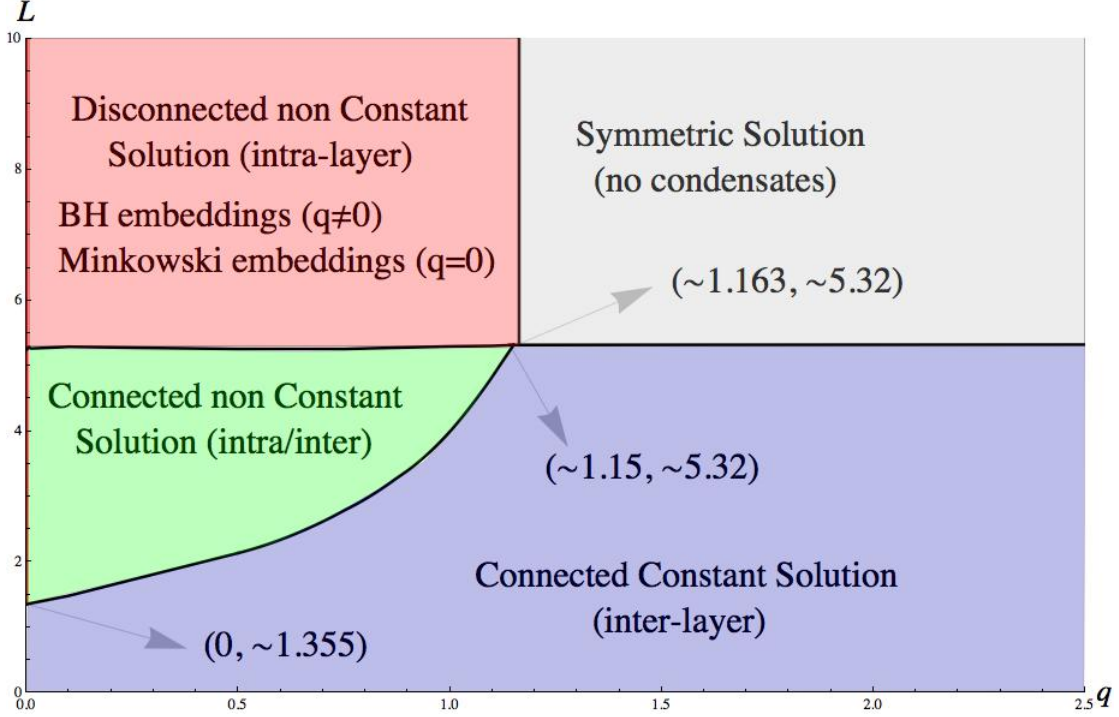 L
10
Disconnected non Constant
Solution (intra-layer)
BH embeddings (q≠0)
Minkowski embeddings (q=0)
Symmetric Solution
(no condensates)
8
(~1.163, ~5.32)
6
Connected non Constant
Solution (intra/inter)
4
(~1.15, ~5.32)
2
Connected Constant Solution
(inter-layer)
(0, ~1.355)
0
0.0 0.5 1.0 1.5 2.0 2.5 q